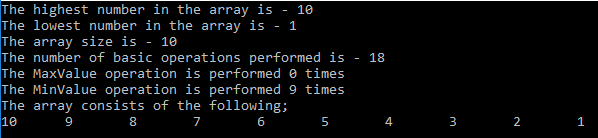 The highest number in the array is - 10
The lowest number in the array is - 1
The array size is - 10
The number of basic operations performed is - 18
The MaxValue operation is performed 0 times
The MinValue operation is performed 9 times
The array consists of the following;
10 9 8 7 6 5 4 3 2 1